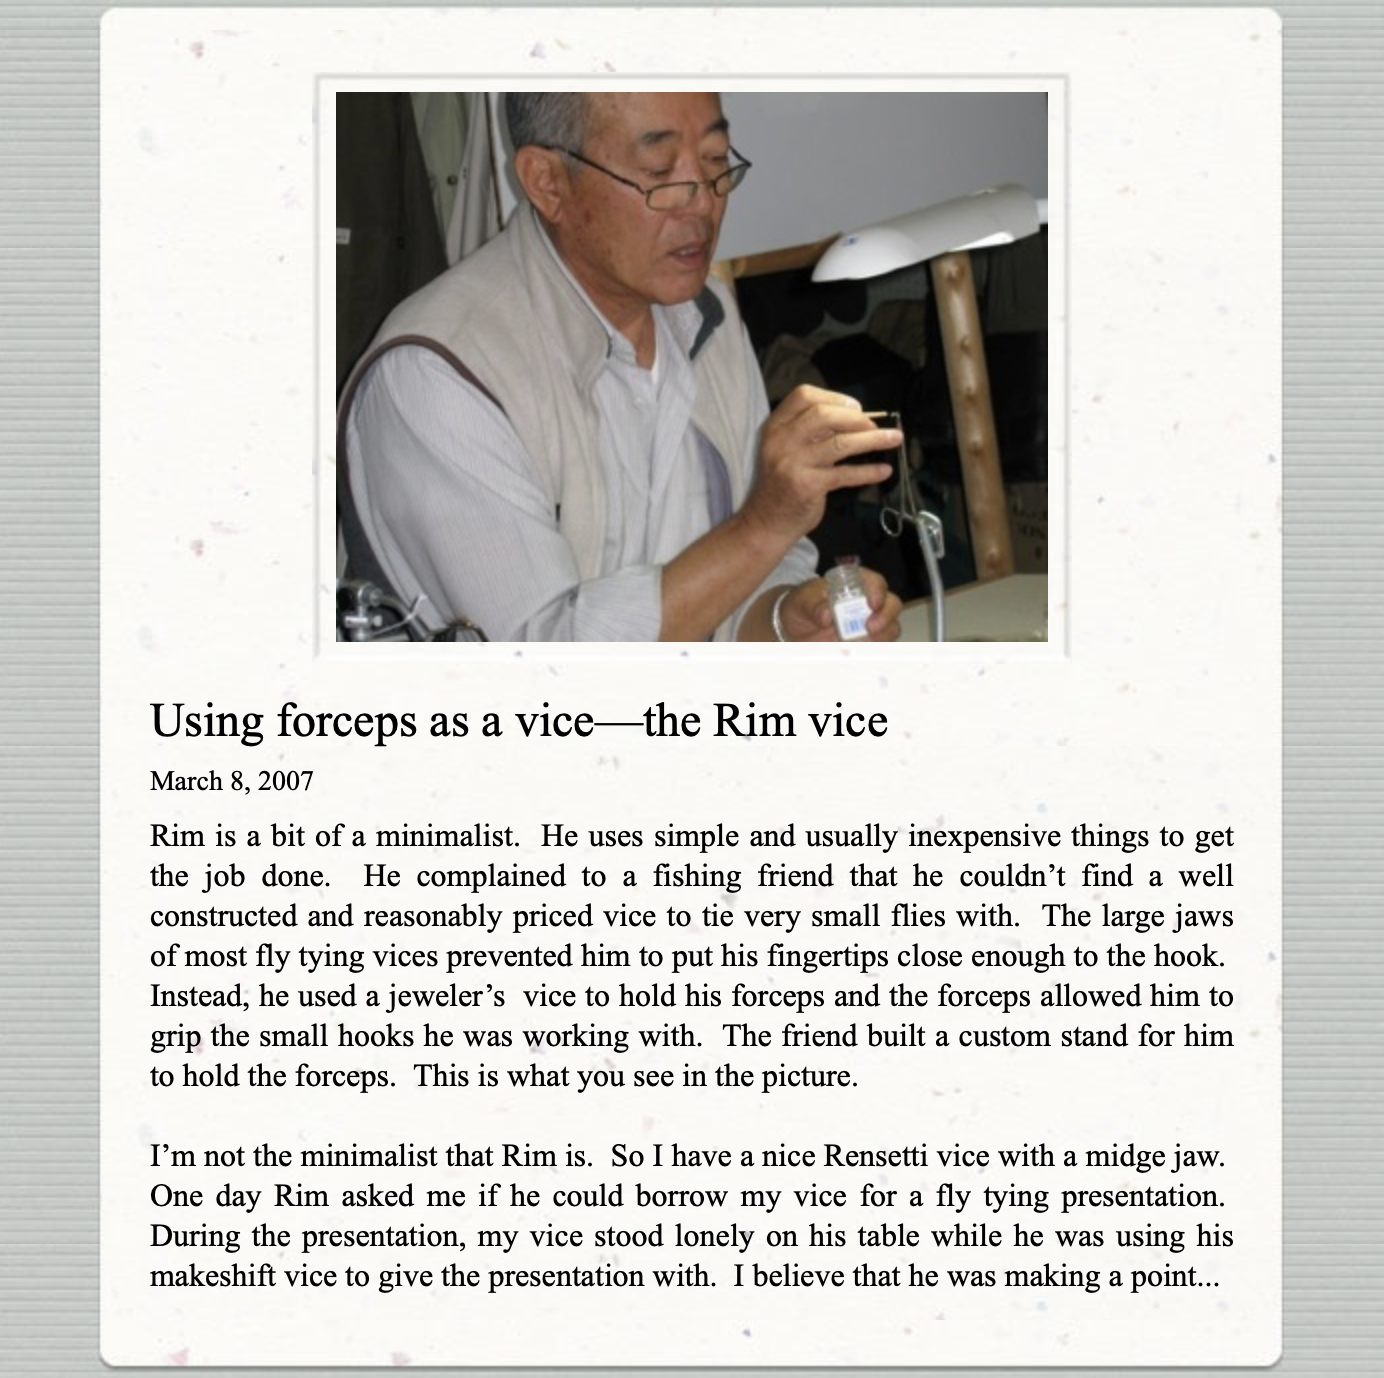 Using forceps as a vice—the Rim vice
March 8, 2007
Rim is a bit of a minimalist.  He uses simple and usually inexpensive things to get
the job done.  He complained to a fishing friend that he couldn’t find a well
constructed and reasonably priced vice to tie very small flies with.  The large jaws
of most fly tying vices prevented him to put his fingertips close enough to the hook.
Instead, he used a jeweler’s  vice to hold his forceps and the forceps allowed him to
grip the small hooks he was working with.  The friend built a custom stand for him
to hold the forceps.  This is what you see in the picture.
I’m not the minimalist that Rim is.  So I have a nice Rensetti vice with a midge jaw.
One day Rim asked me if he could borrow my vice for a fly tying presentation.
During the presentation, my vice stood lonely on his table while he was using his
makeshift vice to give the presentation with.  I believe that he was making a point...